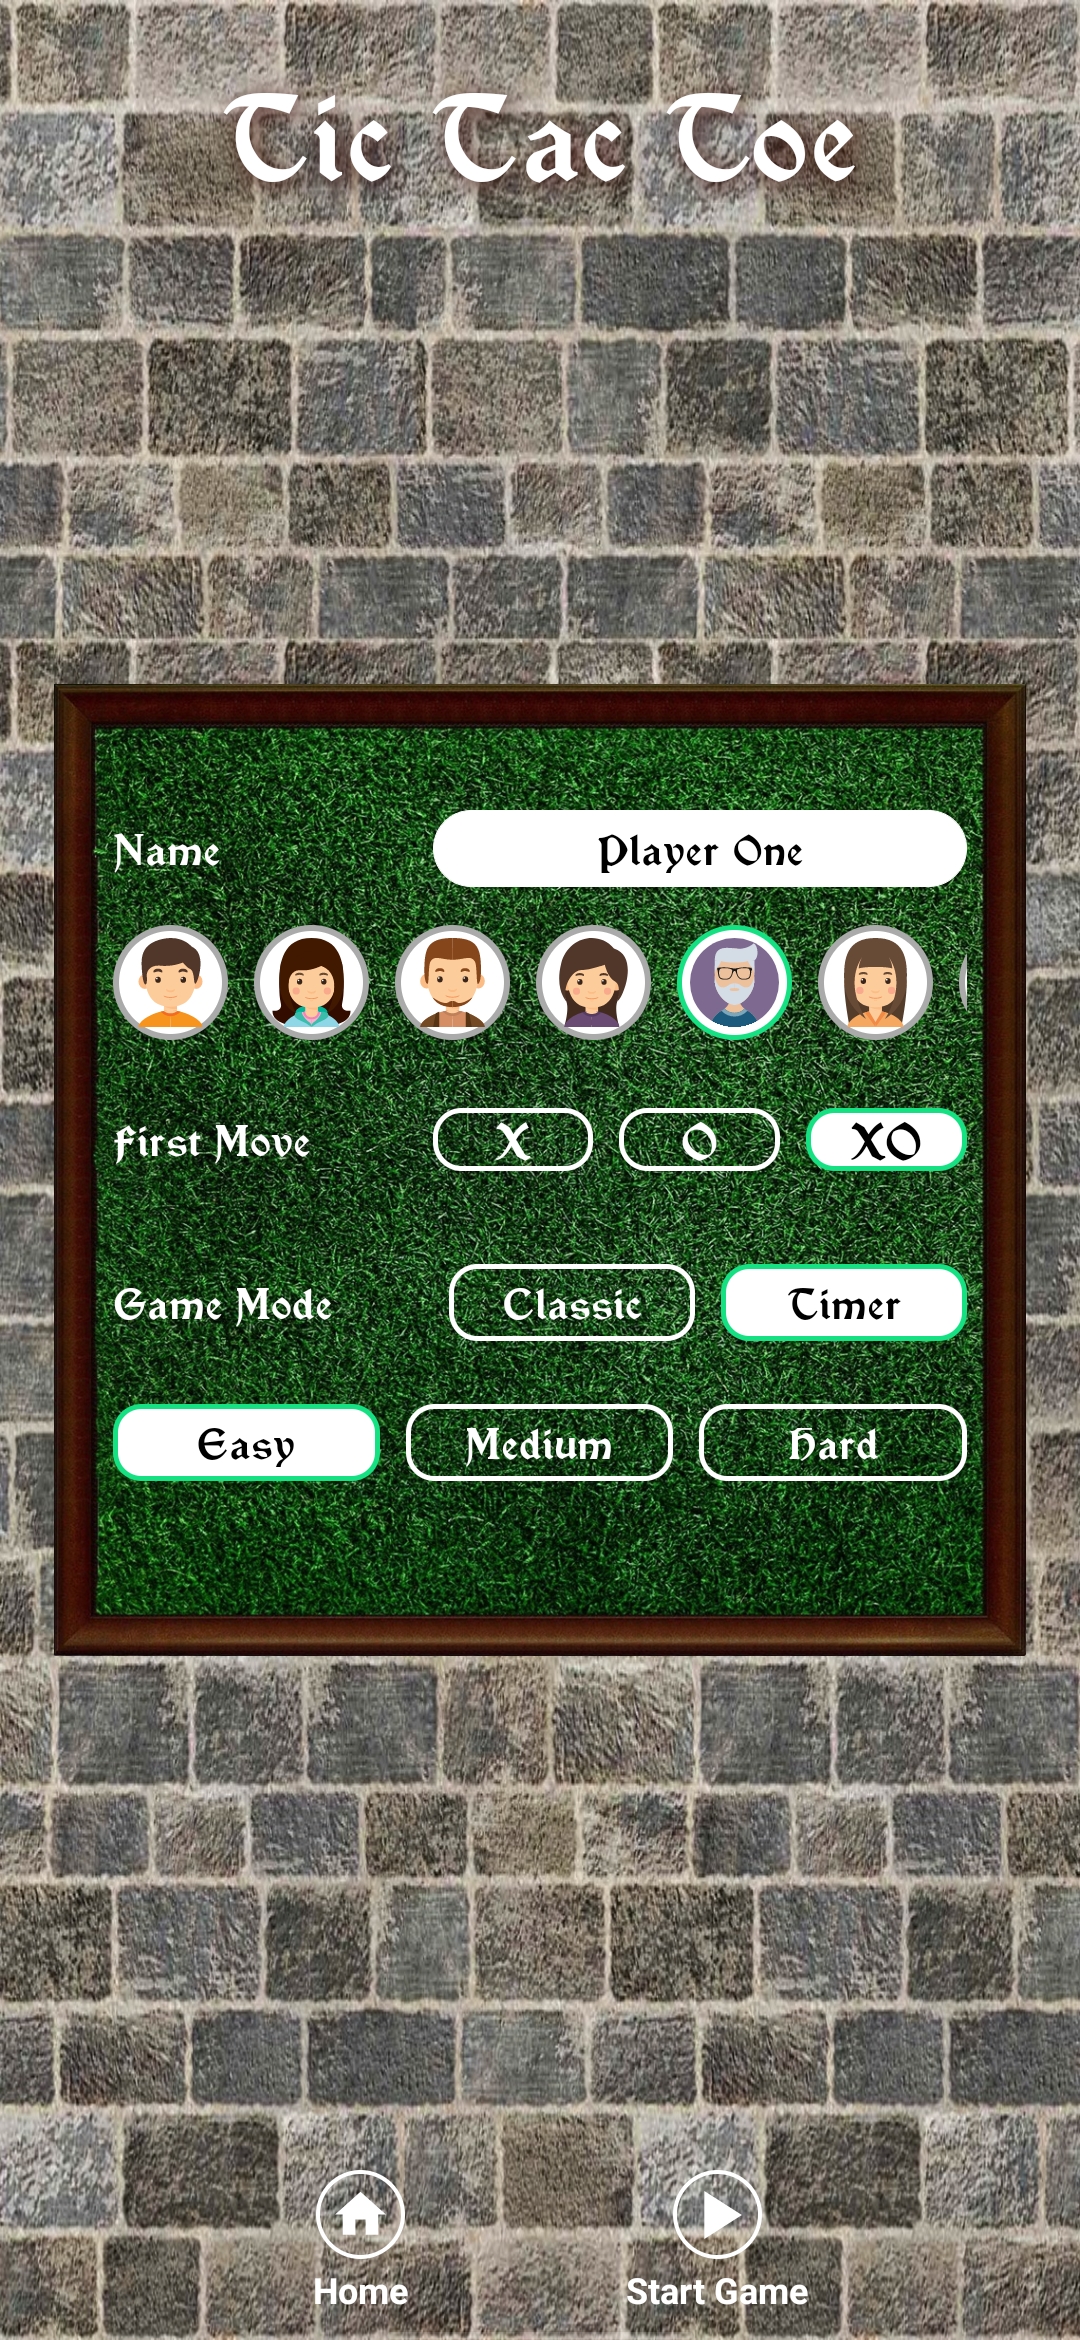 Tic Tac Toe
Name
Player One
First Move
X
O
XO
Game Mode
Classic
Timer
Easy
Medium
Hard
Home
Start Game